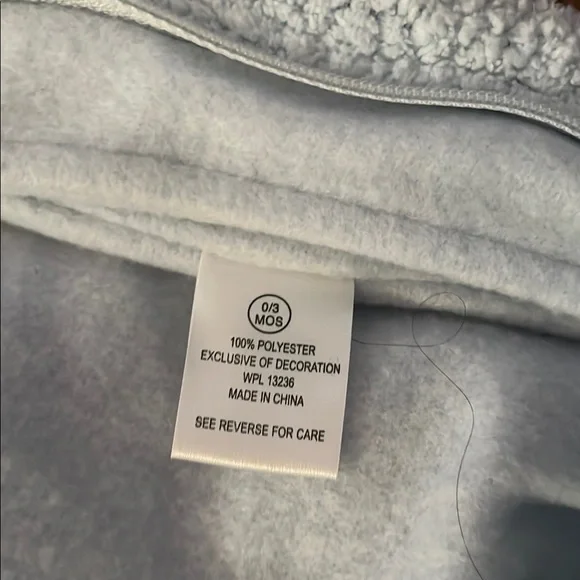 0/3
MOS
100% POLYESTER
EXCLUSIVE OF DECORATION
WPL 13236
MADE IN CHINA
SEE REVERSE FOR CARE